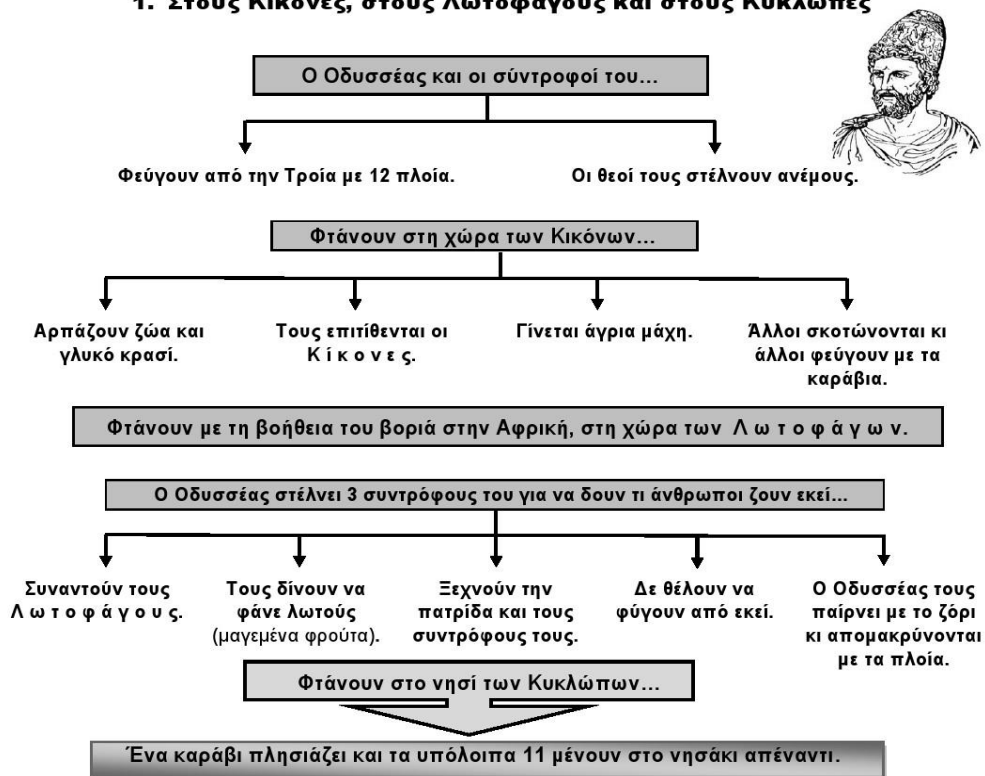 1. Στους Κίκονες, στους Λωτοφάγους και στους Κύκλωπες
Ο Οδυσσέας και οι σύντροφοί του...
Φεύγουν από την Τροία με 12 πλοία.
Οι θεοί τους στέλνουν ανέμους.
Φτάνουν στη χώρα των Κικόνων...
Αρπάζουν ζώα και
γλυκό κρασί.
Τους επιτίθενται οι
Κ ί κ ο ν ε ς.
Γίνεται άγρια μάχη.
Άλλοι σκοτώνονται κι
άλλοι φεύγουν με τα
καράβια.
Φτάνουν με τη βοήθεια του βοριά στην Αφρική, στη χώρα των Λ ω τ ο φ ά γ ω ν.
Ο Οδυσσέας στέλνει 3 συντρόφους του για να δουν τι άνθρωποι ζουν εκεί...
Συναντούν τους
Λ ω τ ο φ ά γ ο υ ς.
Τους δίνουν να
φάνε λωτούς
(μαγεμένα φρούτα).
Ξεχνούν την
πατρίδα και τους
συντρόφους τους.
Δε θέλουν να
φύγουν από εκεί.
Ο Οδυσσέας τους
παίρνει με το ζόρι
κι απομακρύνονται
με τα πλοία.
Φτάνουν στο νησί των Κυκλώπων...
Ένα καράβι πλησιάζει και τα υπόλοιπα 11 μένουν στο νησάκι απέναντι.